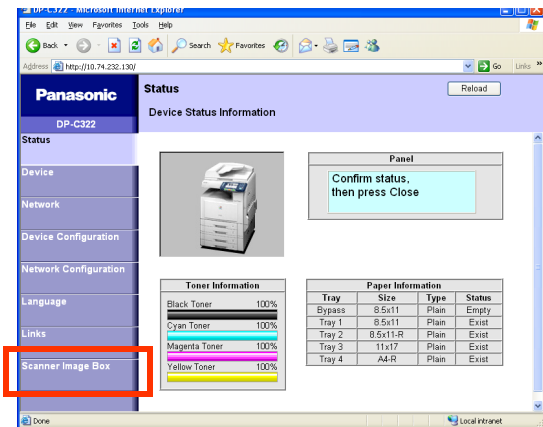 DP-C322 - Microsoft Internet Explorer
File Edit View Favorites Tools Help
Back Search Favorites
Address http://10.74.232.130/ Go Links »
Panasonic
DP-C322
Status
Reload
Device Status Information
Status
Device
Network
Device Configuration
Network Configuration
Language
Links
Scanner Image Box
Panel
Confirm status,
then press Close
Toner Information
Black Toner 100%
Cyan Toner 100%
Magenta Toner 100%
Yellow Toner 100%
Paper Information
Tray Size Type Status
Bypass 8.5x11 Plain Empty
Tray 1 8.5x11 Plain Exist
Tray 2 8.5x11-R Plain Exist
Tray 3 11x17 Plain Exist
Tray 4 A4-R Plain Exist
Done Local intranet